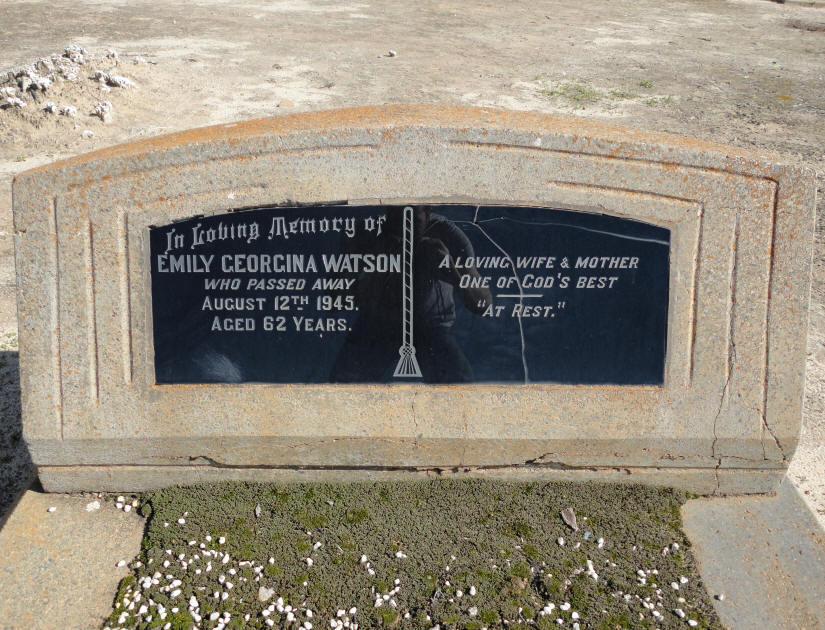 In Loving Memory of
EMILY GEORGINA WATSON
WHO PASSED AWAY
AUGUST 12TH 1945.
AGED 62 YEARS.
A LOVING WIFE & MOTHER
ONE OF GOD'S BEST
"AT REST."